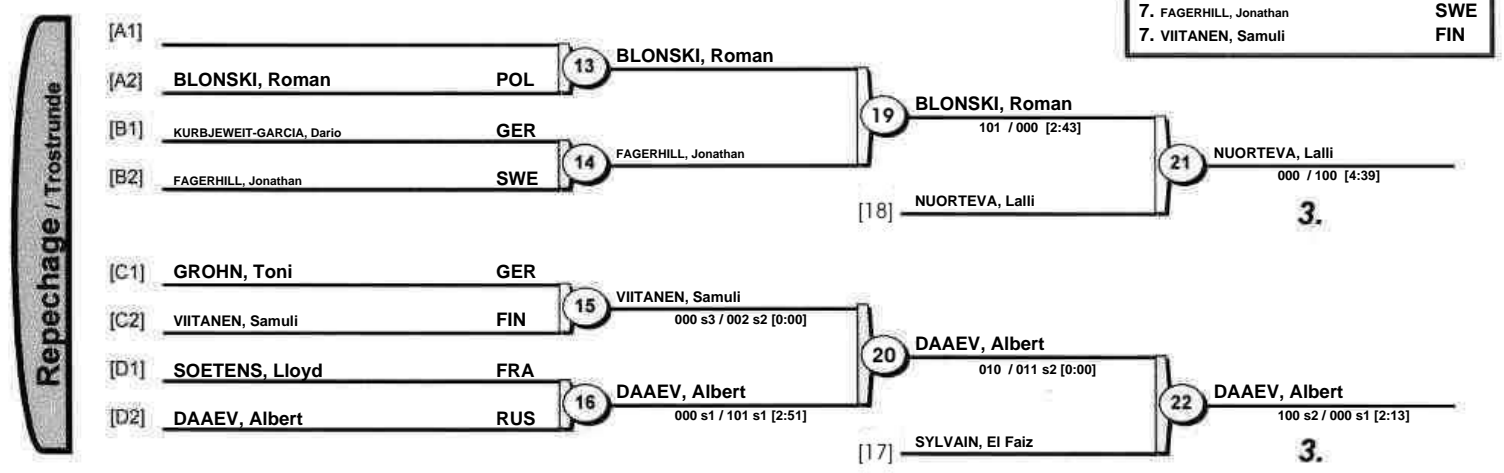 7. FAGERHILL, Jonathan SWE
7. VIITANEN, Samuli FIN
Repechage / Trostrunde
[A1]
[A2] BLONSKI, Roman POL
13
BLONSKI, Roman
[B1] KURBJEWEIT-GARCIA, Dario GER
[B2] FAGERHILL, Jonathan SWE
14
FAGERHILL, Jonathan
19
BLONSKI, Roman
101 / 000 [2:43]
[18] NUORTEVA, Lalli
21
NUORTEVA, Lalli
000 / 100 [4:39]
3.
[C1] GROHN, Toni GER
[C2] VIITANEN, Samuli FIN
15
VIITANEN, Samuli
000 s3 / 002 s2 [0:00]
[D1] SOETENS, Lloyd FRA
[D2] DAAEV, Albert RUS
16
DAAEV, Albert
000 s1 / 101 s1 [2:51]
20
DAAEV, Albert
010 / 011 s2 [0:00]
[17] SYLVAIN, El Faiz
22
DAAEV, Albert
100 s2 / 000 s1 [2:13]
3.